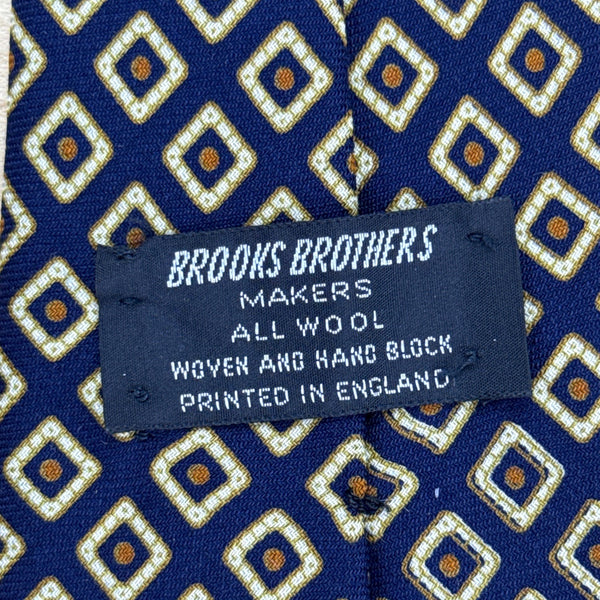 BROOKS BROTHERS
MAKERS
ALL WOOL
WOVEN AND HAND BLOCK
PRINTED IN ENGLAND